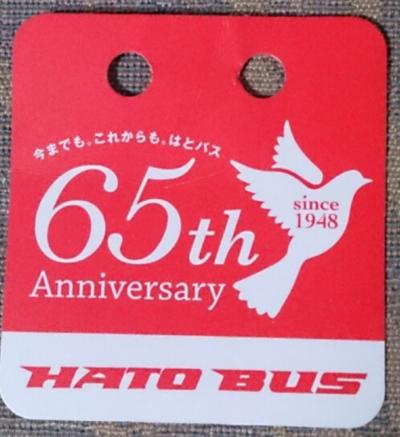 今までも。これからも。はとバス
65th
since
1948
Anniversary
HATO BUS